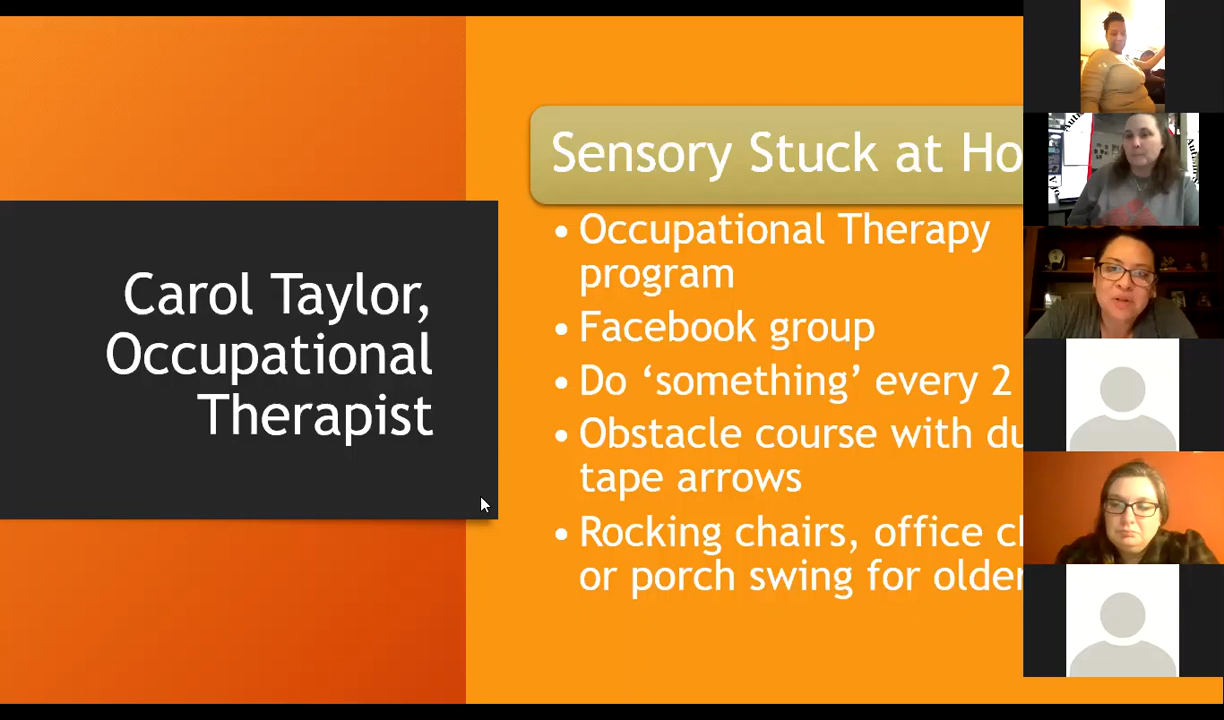 Carol Taylor,
Occupational
Therapist
Sensory Stuck at Ho
• Occupational Therapy
program
• Facebook group
• Do ‘something’ every 2
• Obstacle course with du
tape arrows
• Rocking chairs, office ch
or porch swing for older